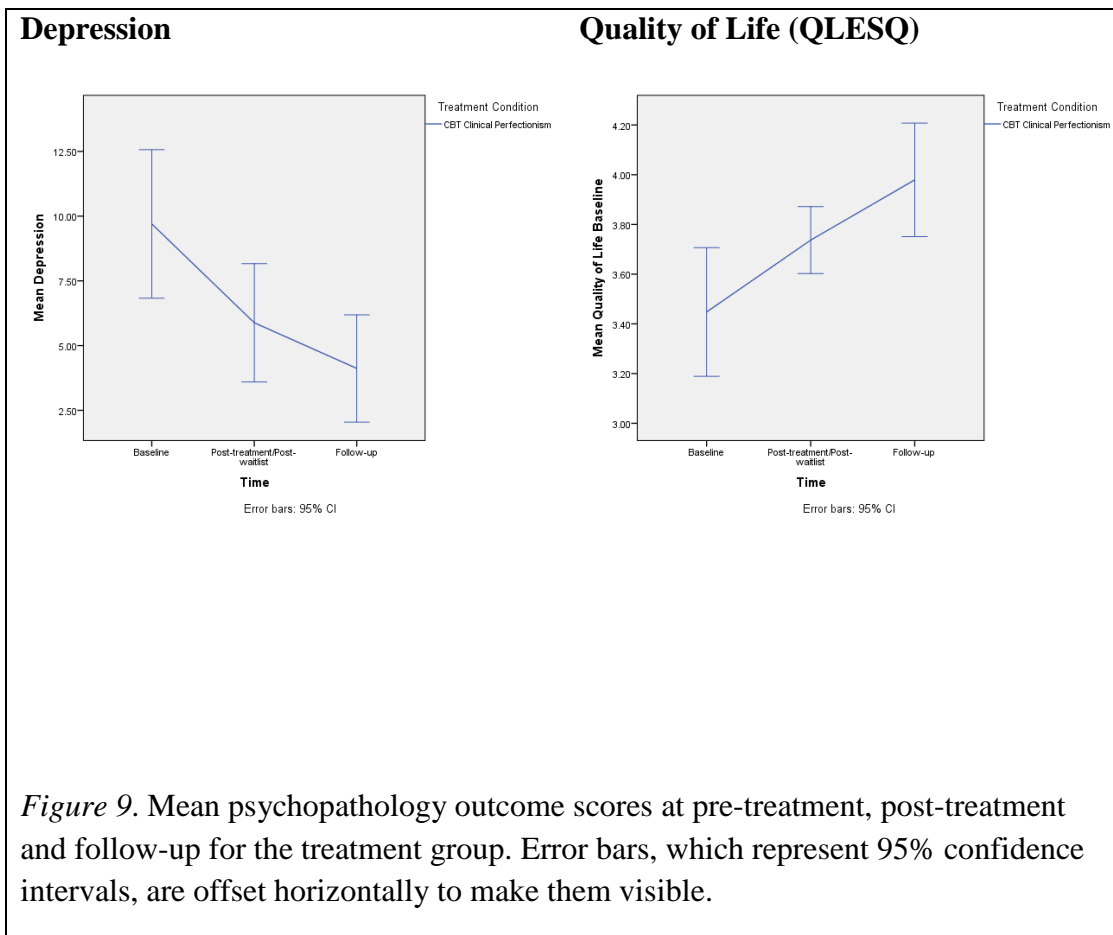 Depression
Quality of Life (QLESQ)
Treatment Condition
CBT Clinical Perfectionism
12.50
10.00
7.50
5.00
2.50
Mean Depression
Baseline
Post-treatment/Post-
waitlist
Follow-up
Time
Error bars: 95% CI
Treatment Condition
CBT Clinical Perfectionism
4.20
4.00
3.80
3.60
3.40
3.20
3.00
Mean Quality of Life Baseline
Baseline
Post-treatment/Post-
waitlist
Follow-up
Time
Error bars: 95% CI
Figure 9. Mean psychopathology outcome scores at pre-treatment, post-treatment
and follow-up for the treatment group. Error bars, which represent 95% confidence
intervals, are offset horizontally to make them visible.